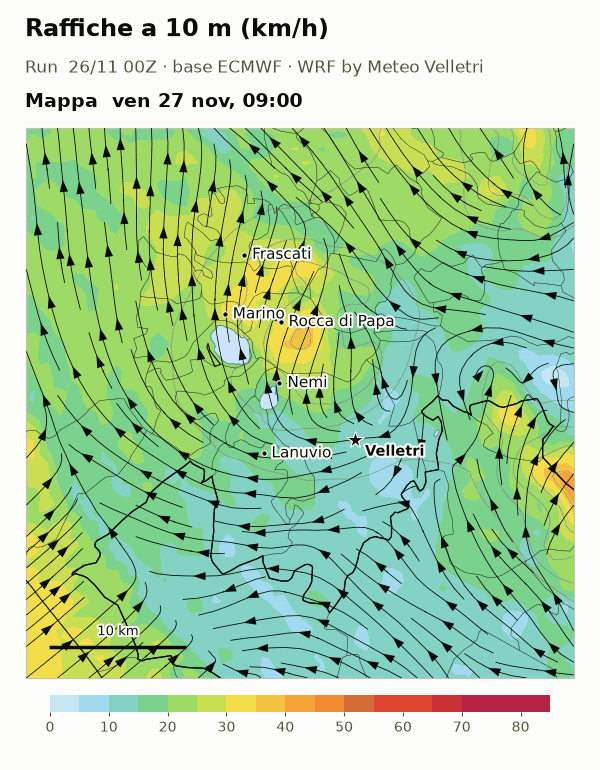 Raffiche a 10 m (km/h)
Run  26/11 00Z · base ECMWF · WRF by Meteo Velletri
Mappa  ven 27 nov, 09:00
Frascati
Marino
Rocca di Papa
Nemi
Velletri
Lanuvio
10 km
0 10 20 30 40 50 60 70 80